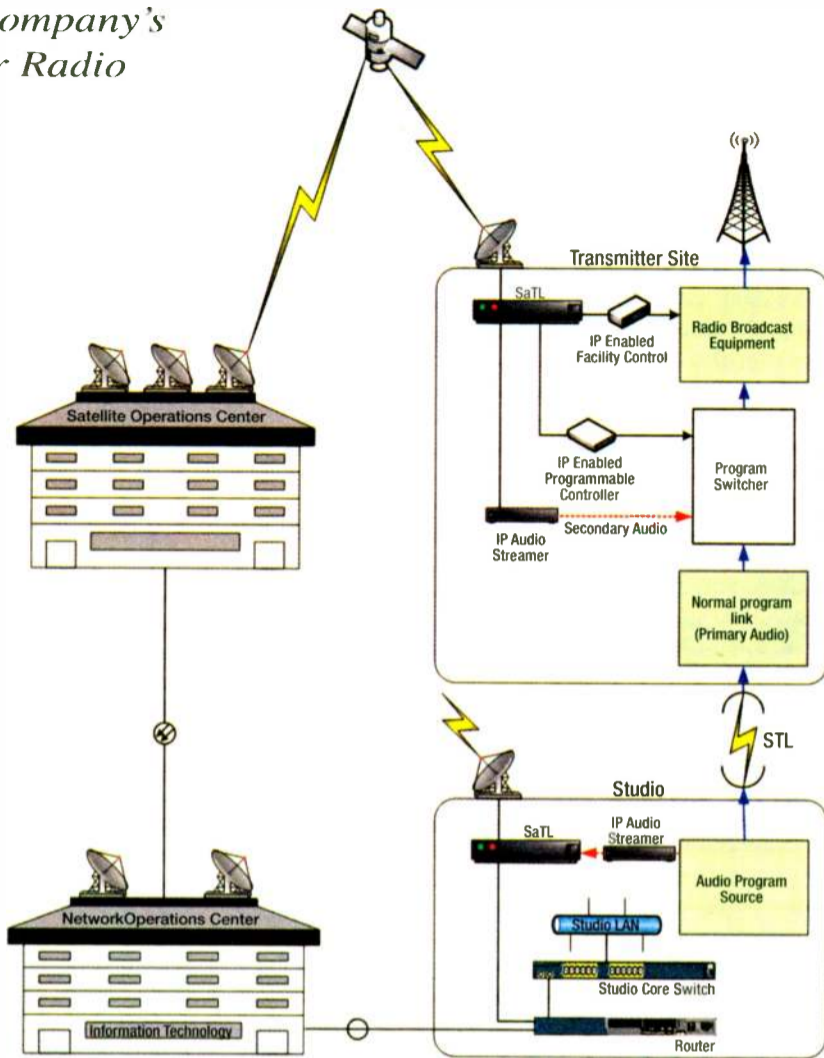 ompany's
r Radio
((•))
Transmitter Site
SaTL
IP Enabled
Facility Control
Radio Broadcast
Equipment
Satellite Operations Center
IP Enabled
Programmable
Controller
Program
Switcher
IP Audio
Streamer
Secondary Audio
Normal program
link
(Primary Audio)
STL
Studio
SaTL
IP Audio
Streamer
Audio Program
Source
NetworkOperations Center
Studio LAN
Studio Core Switch
Information Technology
Router